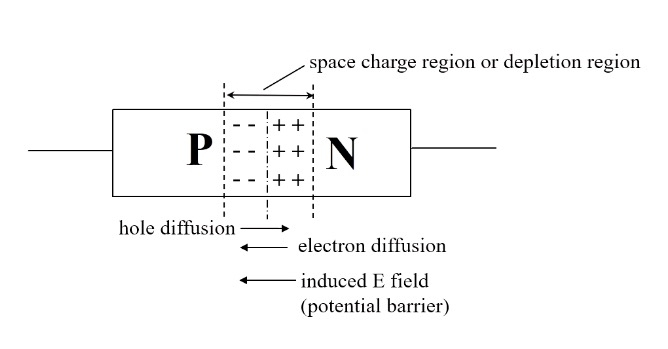 space charge region or depletion region
P - - + + N
- - + +
- - + +
hole diffusion
electron diffusion
induced E field
(potential barrier)